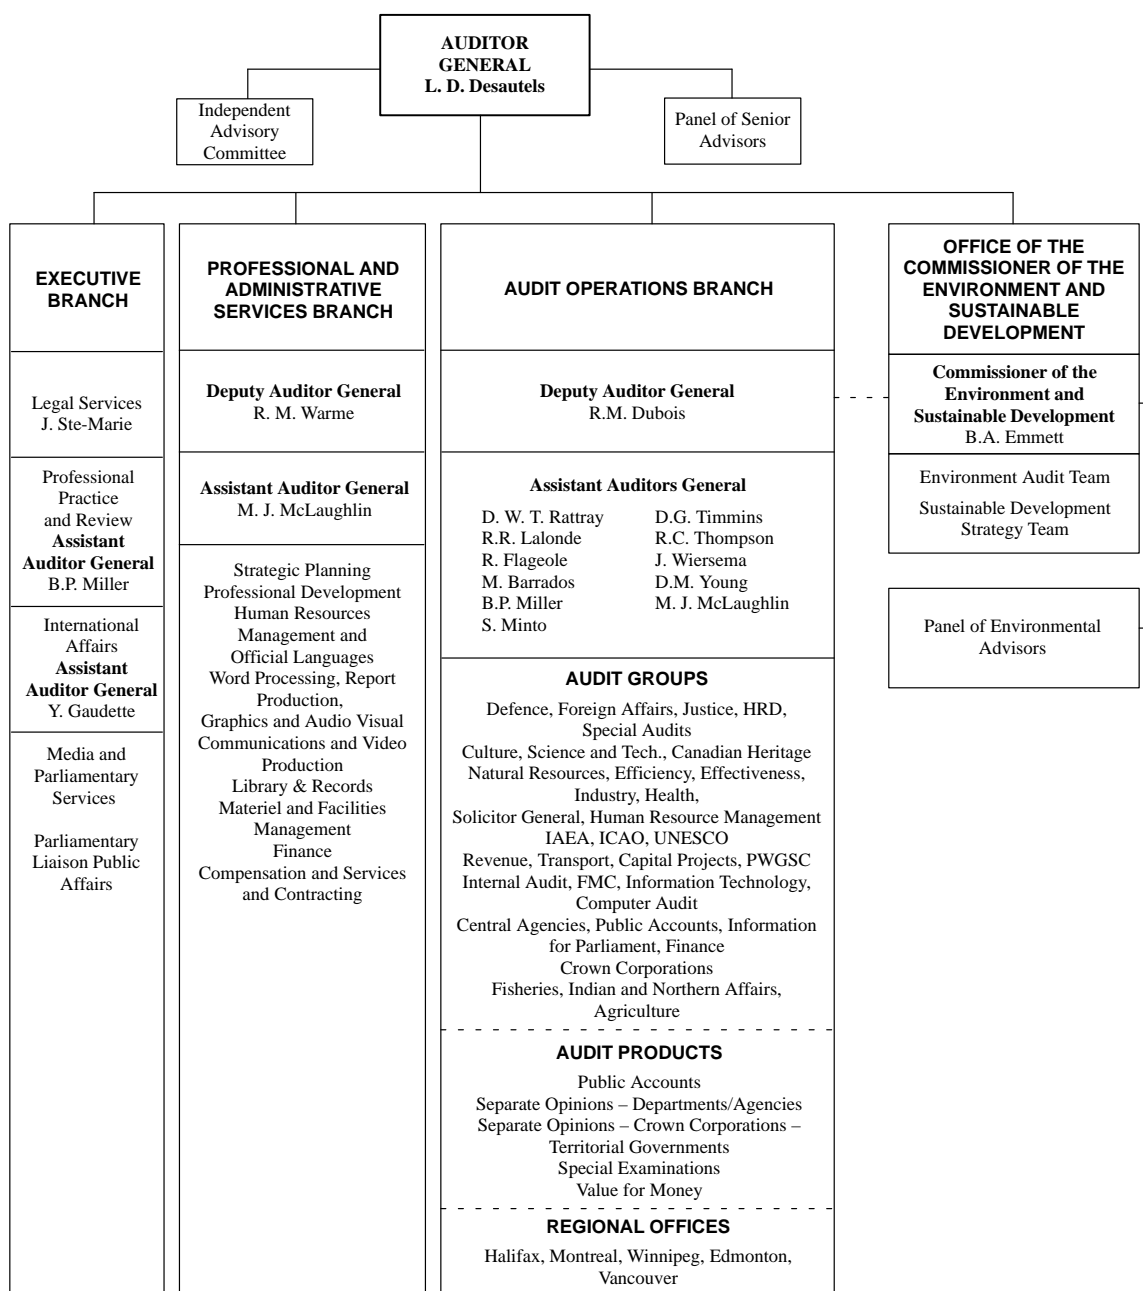 AUDITOR
GENERAL
L. D. Desautels
Independent
Advisory
Committee
Panel of Senior
Advisors
EXECUTIVE
BRANCH
Legal Services
J. Ste-Marie
Professional
Practice
and Review
Assistant
Auditor General
B.P. Miller
International
Affairs
Assistant
Auditor General
Y. Gaudette
Media and
Parliamentary
Services
Parliamentary
Liaison Public
Affairs
PROFESSIONAL AND
ADMINISTRATIVE
SERVICES BRANCH
Deputy Auditor General
R. M. Warme
Assistant Auditor General
M. J. McLaughlin
Strategic Planning
Professional Development
Human Resources
Management and
Official Languages
Word Processing, Report
Production,
Graphics and Audio Visual
Communications and Video
Production
Library & Records
Materiel and Facilities
Management
Finance
Compensation and Services
and Contracting
AUDIT OPERATIONS BRANCH
Deputy Auditor General
R.M. Dubois
Assistant Auditors General
D. W. T. Rattray
R.R. Lalonde
R. Flageole
M. Barrados
B.P. Miller
S. Minto
D.G. Timmins
R.C. Thompson
J. Wiersema
D.M. Young
M. J. McLaughlin
AUDIT GROUPS
Defence, Foreign Affairs, Justice, HRD,
Special Audits
Culture, Science and Tech., Canadian Heritage
Natural Resources, Efficiency, Effectiveness,
Industry, Health,
Solicitor General, Human Resource Management
IAEA, ICAO, UNESCO
Revenue, Transport, Capital Projects, PWGSC
Internal Audit, FMC, Information Technology,
Computer Audit
Central Agencies, Public Accounts, Information
for Parliament, Finance
Crown Corporations
Fisheries, Indian and Northern Affairs,
Agriculture
AUDIT PRODUCTS
Public Accounts
Separate Opinions – Departments/Agencies
Separate Opinions – Crown Corporations –
Territorial Governments
Special Examinations
Value for Money
REGIONAL OFFICES
Halifax, Montreal, Winnipeg, Edmonton,
Vancouver
OFFICE OF THE
COMMISSIONER OF THE
ENVIRONMENT AND
SUSTAINABLE
DEVELOPMENT
Commissioner of the
Environment and
Sustainable Development
B.A. Emmett
Environment Audit Team
Sustainable Development
Strategy Team
Panel of Environmental
Advisors